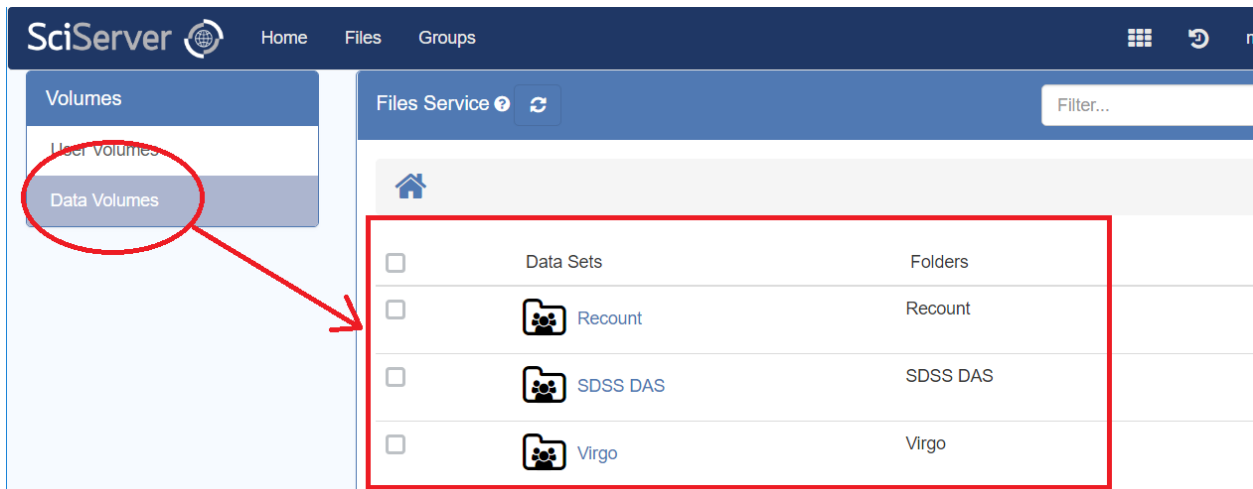 SciServer Home Files Groups
Volumes
User Volumes
Data Volumes
Files Service
Filter...
Data Sets Folders
Recount Recount
SDSS DAS SDSS DAS
Virgo Virgo